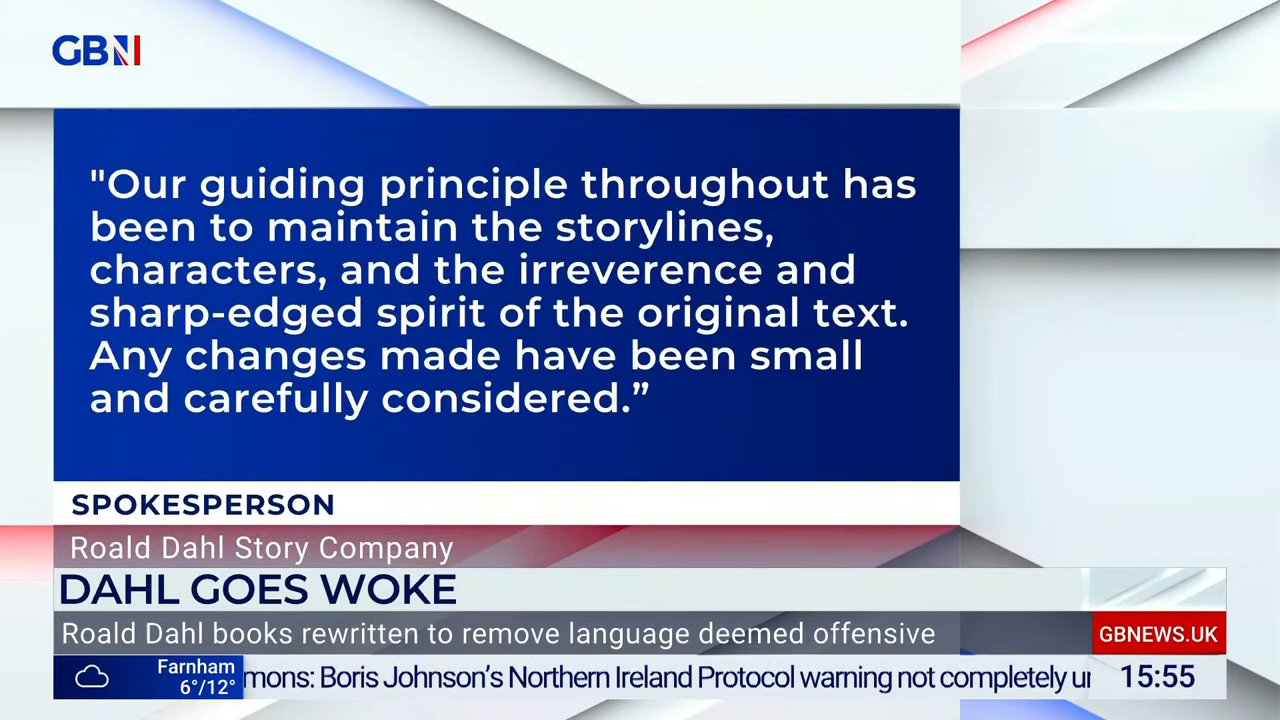 GBN
"Our guiding principle throughout has
been to maintain the storylines,
characters, and the irreverence and
sharp-edged spirit of the original text.
Any changes made have been small
and carefully considered.”
SPOKESPERSON
Roald Dahl Story Company
DAHL GOES WOKE
Roald Dahl books rewritten to remove language deemed offensive
GBNEWS.UK
Farnham
6°/12°
mons: Boris Johnson’s Northern Ireland Protocol warning not completely
15:55